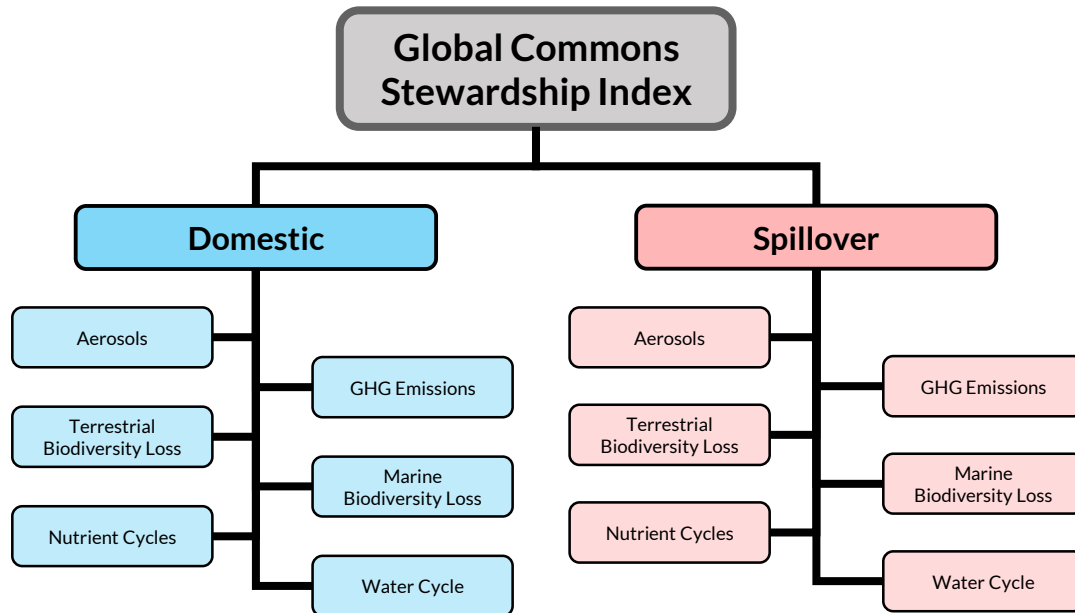 Global Commons
Stewardship Index
Domestic
Spillover
Aerosols
GHG Emissions
Terrestrial
Biodiversity Loss
Marine
Biodiversity Loss
Nutrient Cycles
Water Cycle
Aerosols
GHG Emissions
Terrestrial
Biodiversity Loss
Marine
Biodiversity Loss
Nutrient Cycles
Water Cycle